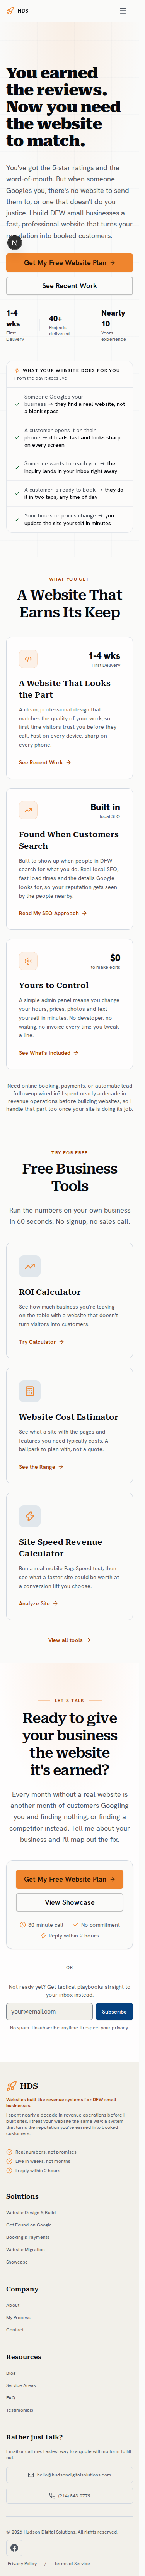 HDS
You earned
the reviews.
Now you need
the website
to match.
You've got the 5-star ratings and the
word-of-mouth. But when someone
Googles you, there's no website to send
them to, or one that doesn't do you
justice. I build DFW small businesses a
fast, professional website that turns your
reputation into booked customers.
N
Get My Free Website Plan →
See Recent Work
1-4
wks
First
Delivery
40+
Projects
delivered
Nearly
10
Years
experience
WHAT YOUR WEBSITE DOES FOR YOU
From the day it goes live
Someone Googles your
business → they find a real website, not
a blank space
A customer opens it on their
phone → it loads fast and looks sharp
on every screen
Someone wants to reach you → the
inquiry lands in your inbox right away
A customer is ready to book → they do
it in two taps, any time of day
Your hours or prices change → you
update the site yourself in minutes
WHAT YOU GET
A Website That
Earns Its Keep
1-4 wks
First Delivery
A Website That Looks
the Part
A clean, professional design that
matches the quality of your work, so
first-time visitors trust you before they
call. Fast on every device, sharp on
every phone.
See Recent Work →
Built in
local SEO
Found When Customers
Search
Built to show up when people in DFW
search for what you do. Real local SEO,
fast load times and the details Google
looks for, so your reputation gets seen
by the people nearby.
Read My SEO Approach →
$0
to make edits
Yours to Control
A simple admin panel means you change
your hours, prices, photos and text
yourself in minutes. No developer, no
waiting, no invoice every time you tweak
a line.
See What's Included →
Need online booking, payments, or automatic lead
follow-up wired in? I spent nearly a decade in
revenue operations before building websites, so I
handle that part too once your site is doing its job.
TRY FOR FREE
Free Business
Tools
Run the numbers on your own business
in 60 seconds. No signup, no sales call.
ROI Calculator
See how much business you're leaving
on the table with a website that doesn't
turn visitors into customers.
Try Calculator →
Website Cost Estimator
See what a site with the pages and
features you need typically costs. A
ballpark to plan with, not a quote.
See the Range →
Site Speed Revenue
Calculator
Run a real mobile PageSpeed test, then
see what a faster site could be worth at
a conversion lift you choose.
Analyze Site →
View all tools →
LET'S TALK
Ready to give
your business
the website
it's earned?
Every month without a real website is
another month of customers Googling
you and finding nothing, or finding a
competitor instead. Tell me about your
business and I'll map out the fix.
Get My Free Website Plan →
View Showcase
30-minute call
No commitment
Reply within 2 hours
OR
Not ready yet? Get tactical playbooks straight to
your inbox instead.
your@email.com
Subscribe
No spam. Unsubscribe anytime. I respect your privacy.
HDS
Websites built like revenue systems for DFW small
businesses.
I spent nearly a decade in revenue operations before I
built sites. I treat your website the same way: a system
that turns the reputation you've earned into booked
customers.
Real numbers, not promises
Live in weeks, not months
I reply within 2 hours
Solutions
Website Design & Build
Get Found on Google
Booking & Payments
Website Migration
Showcase
Company
About
My Process
Contact
Resources
Blog
Service Areas
FAQ
Testimonials
Rather just talk?
Email or call me. Fastest way to a quote with no form to fill
out.
hello@hudsondigitalsolutions.com
(214) 843-0779
© 2026 Hudson Digital Solutions. All rights reserved.
Privacy Policy / Terms of Service